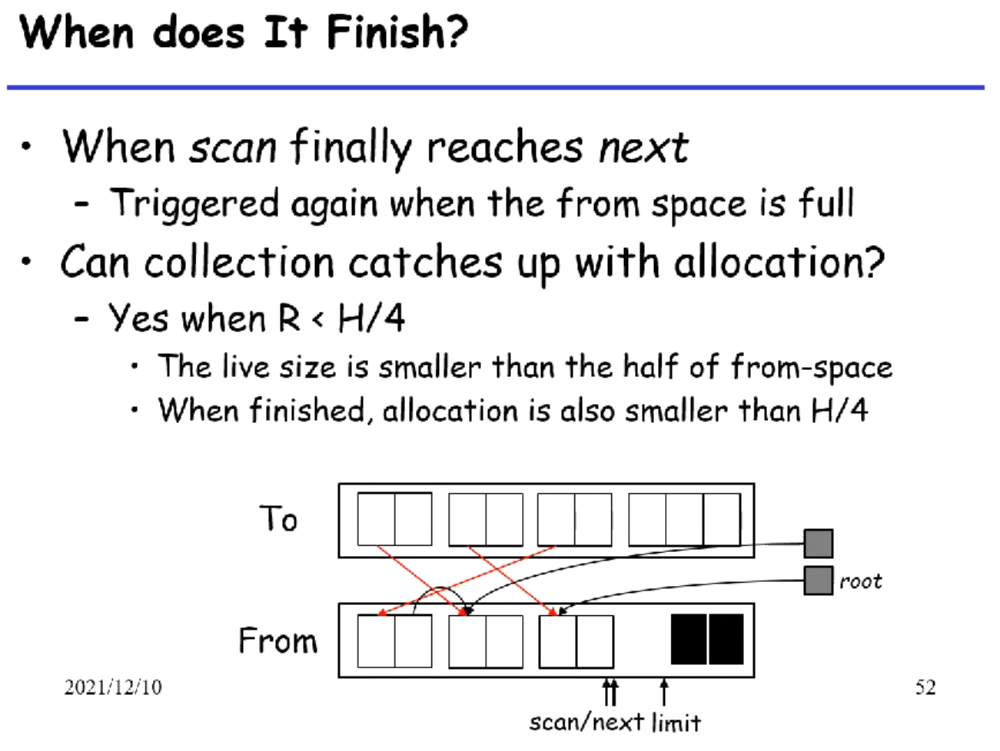 When does It Finish?
• When scan finally reaches next
– Triggered again when the from space is full
• Can collection catches up with allocation?
– Yes when R < H/4
• The live size is smaller than the half of from-space
• When finished, allocation is also smaller than H/4
To
root
From
2021/12/10
52
scan/next limit